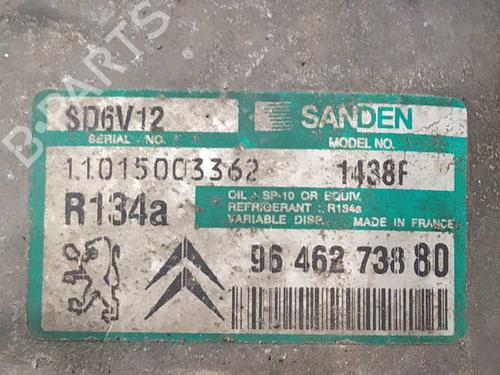 B-PARTS
SD6V12
SANDEN
SERIAL NO.
MODEL NO.
11015003362
1438F
R134a
OIL : SP-10 OR EQUIV.
REFRIGERANT : R134a
VARIABLE DISP. MADE IN FRANCE
96 462 738 80